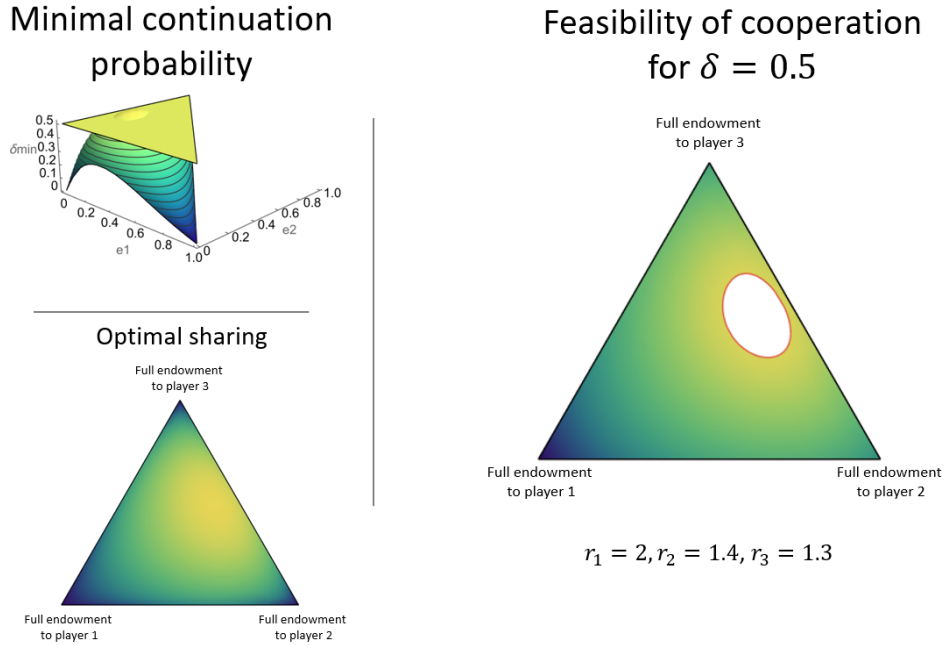 Minimal continuation
probability
0.5
0.4
δmin 0.3
0.2
0.1
0
0
0.2
0.4
0.6
0.8
1.0
e1
0
0.2
0.4
0.6
0.8
1.0
e2
Optimal sharing
Full endowment
to player 3
Full endowment
to player 1
Full endowment
to player 2
Feasibility of cooperation
for δ = 0.5
Full endowment
to player 3
Full endowment
to player 1
Full endowment
to player 2
r₁ = 2, r₂ = 1.4, r₃ = 1.3